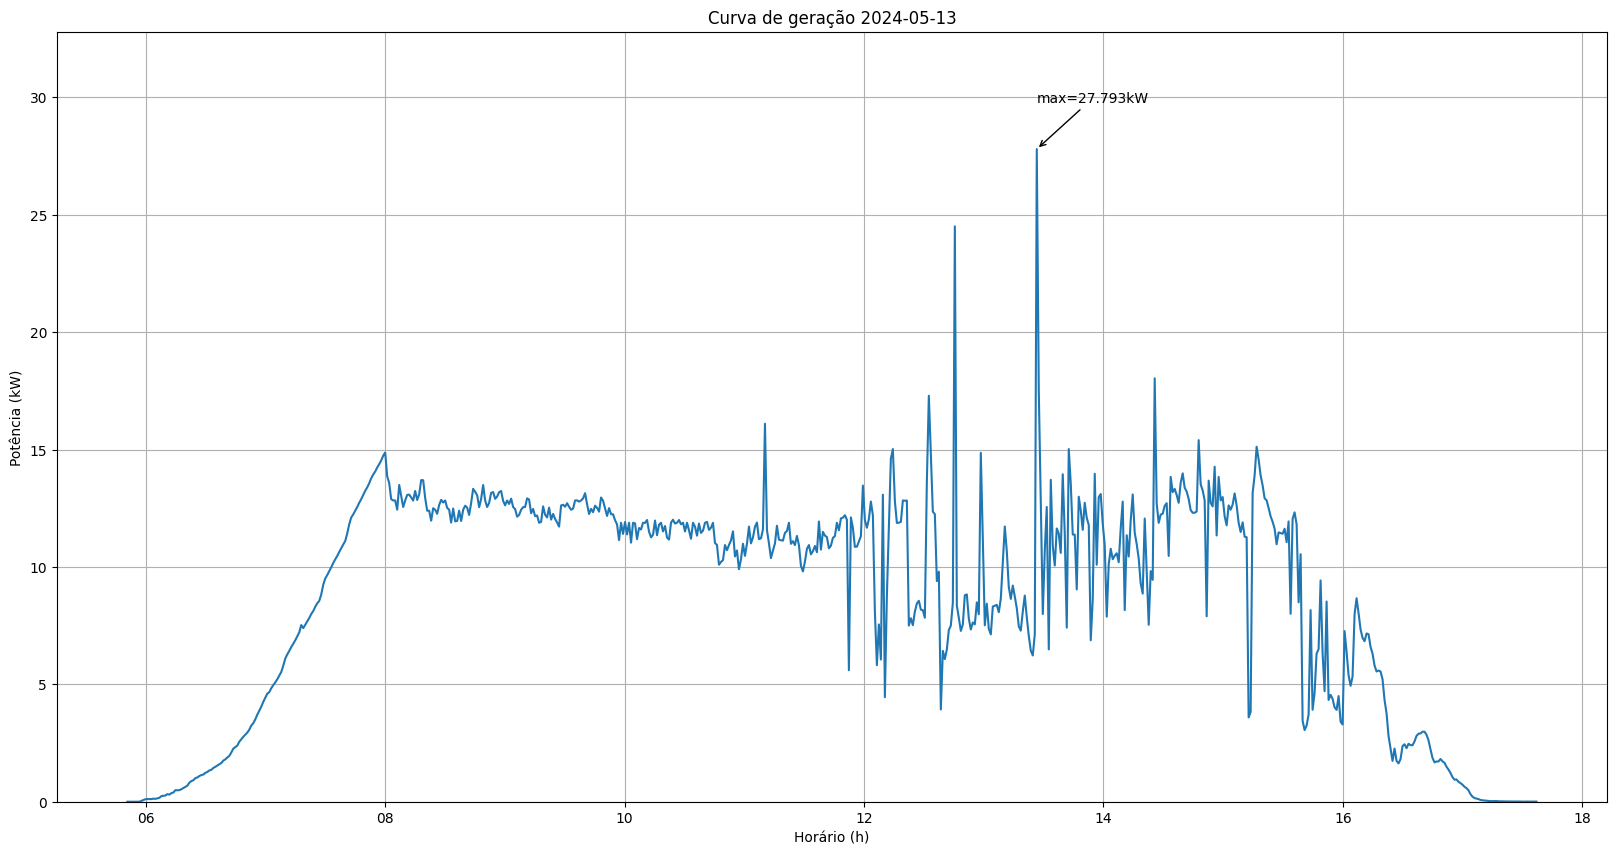 Curva de geração 2024-05-13
max=27.793kW
30
25
20
15
10
5
0
Potência (kW)
06 08 10 12 14 16 18
Horário (h)